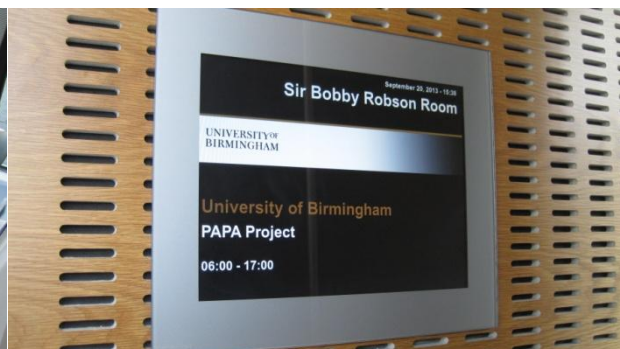 September 20, 2013 - 15:30
Sir Bobby Robson Room
UNIVERSITY OF
BIRMINGHAM
University of Birmingham
PAPA Project
06:00 - 17:00